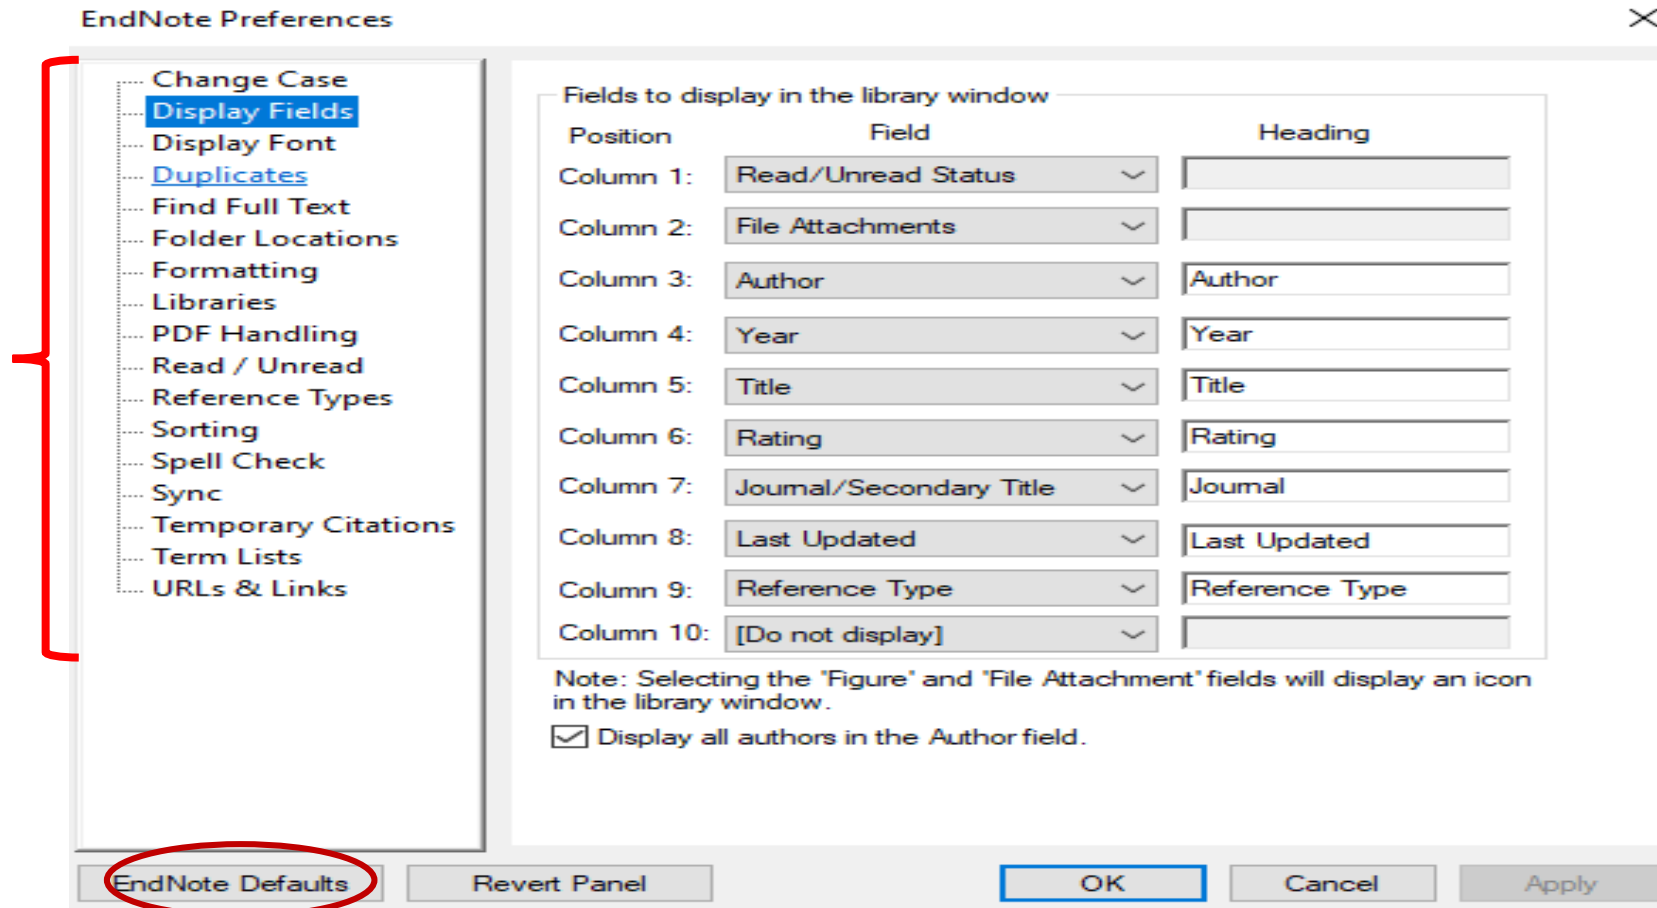 EndNote Preferences
Change Case
Display Fields
Display Font
Duplicates
Find Full Text
Folder Locations
Formatting
Libraries
PDF Handling
Read / Unread
Reference Types
Sorting
Spell Check
Sync
Temporary Citations
Term Lists
URLs & Links
Fields to display in the library window
Position Field Heading
Column 1: Read/Unread Status
Column 2: File Attachments
Column 3: Author Author
Column 4: Year Year
Column 5: Title Title
Column 6: Rating Rating
Column 7: Journal/Secondary Title Journal
Column 8: Last Updated Last Updated
Column 9: Reference Type Reference Type
Column 10: [Do not display]
Note: Selecting the "Figure" and "File Attachment" fields will display an icon
in the library window.
Display all authors in the Author field.
EndNote Defaults Revert Panel OK Cancel Apply